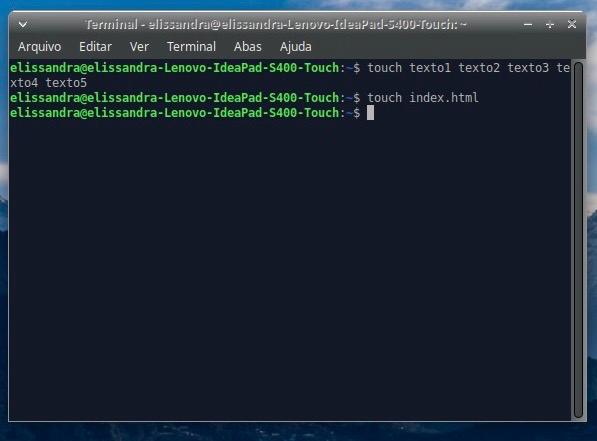 Terminal - elissandra@elissandra-Lenovo-IdeaPad-S400-Touch: ~
Arquivo Editar Ver Terminal Abas Ajuda
elissandra@elissandra-Lenovo-IdeaPad-S400-Touch:~$ touch texto1 texto2 texto3 te
xto4 texto5
elissandra@elissandra-Lenovo-IdeaPad-S400-Touch:~$ touch index.html
elissandra@elissandra-Lenovo-IdeaPad-S400-Touch:~$